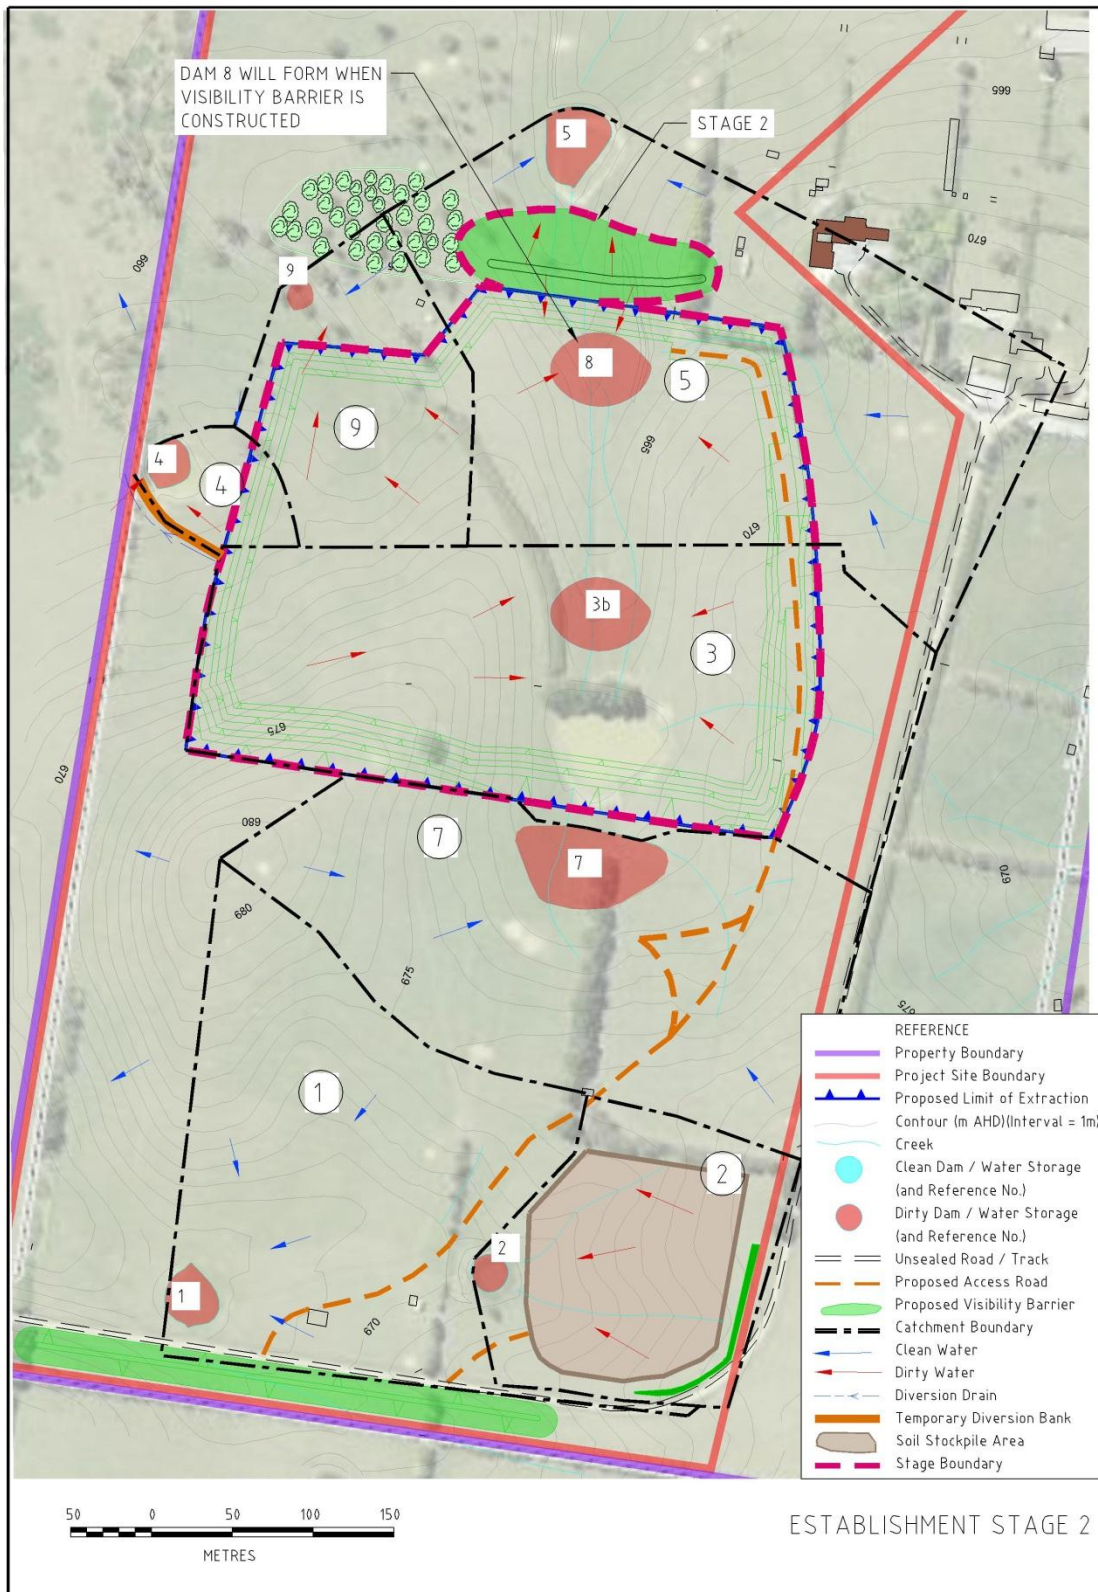 665
DAM 8 WILL FORM WHEN
VISIBILITY BARRIER IS
CONSTRUCTED
5
STAGE 2
670
660
9
8
5
9
665
4
4
670
3b
3
675
670
680
7
7
670
680
675
675
1
2
2
1
670
REFERENCE
Property Boundary
Project Site Boundary
Proposed Limit of Extraction
Contour (m AHD)(Interval = 1m)
Creek
Clean Dam / Water Storage
(and Reference No.)
Dirty Dam / Water Storage
(and Reference No.)
Unsealed Road / Track
Proposed Access Road
Proposed Visibility Barrier
Catchment Boundary
Clean Water
Dirty Water
Diversion Drain
Temporary Diversion Bank
Soil Stockpile Area
Stage Boundary
50 0 50 100 150
METRES
ESTABLISHMENT STAGE 2